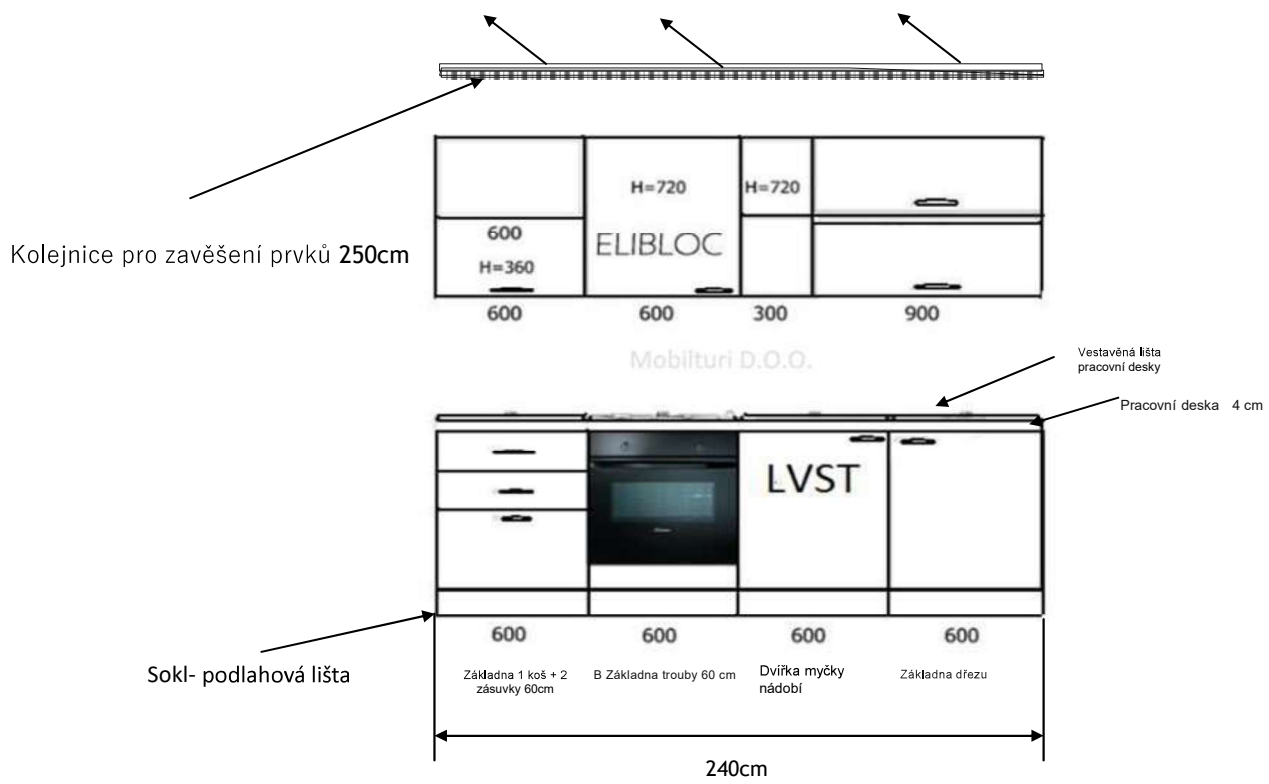 H=720
H=720
600
ELIBLOC
Kolejnice pro zavěšení prvků 250cm
H=360
600
600
300
900
Mobilturi D.O.O.
Vestavěná lišta
pracovní desky
Pracovní deska 4 cm
LVST
600
600
600
600
Sokl- podlahová lišta
Základna 1 koš + 2
zásuvky 60cm
B Základna trouby 60 cm
Dvířka myčky
nádobí
Základna dřezu
240cm